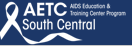 AETC AIDS Education &
Training Center Program
South Central